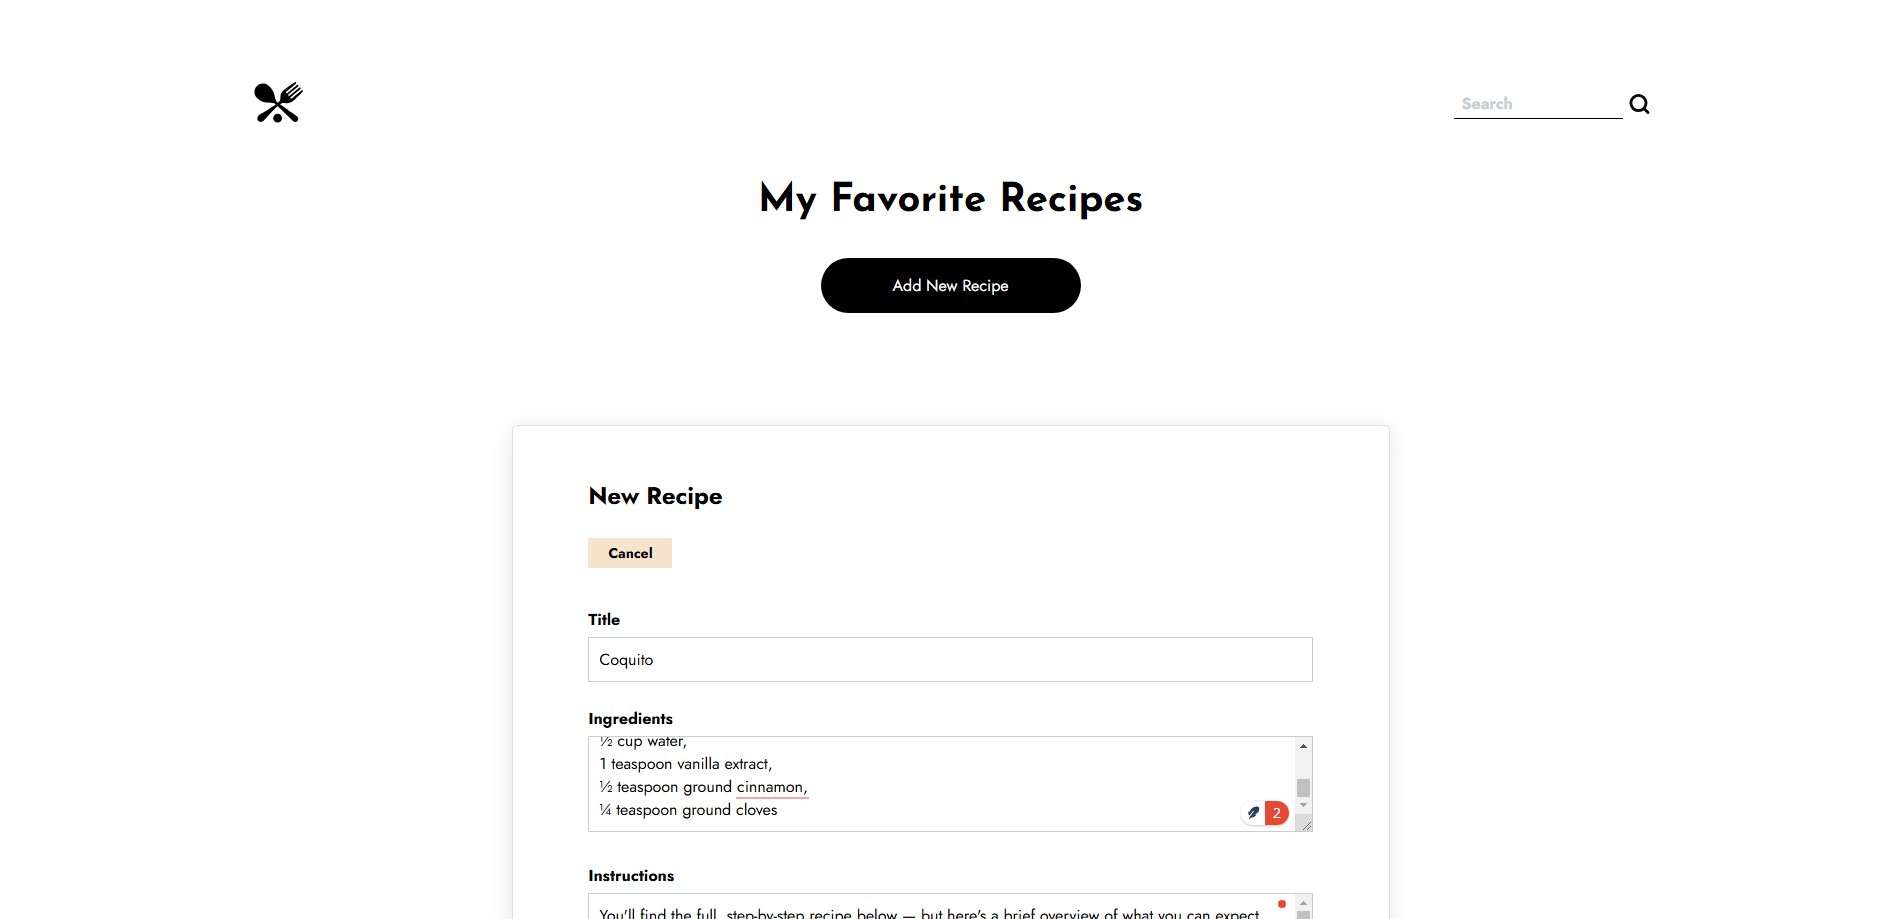 Search
My Favorite Recipes
Add New Recipe
New Recipe
Cancel
Title
Coquito
Ingredients
½ cup water,
1 teaspoon vanilla extract,
½ teaspoon ground cinnamon,
¼ teaspoon ground cloves
2
Instructions
You'll find the full, step-by-step recipe below — but here's a brief overview of what you can expect